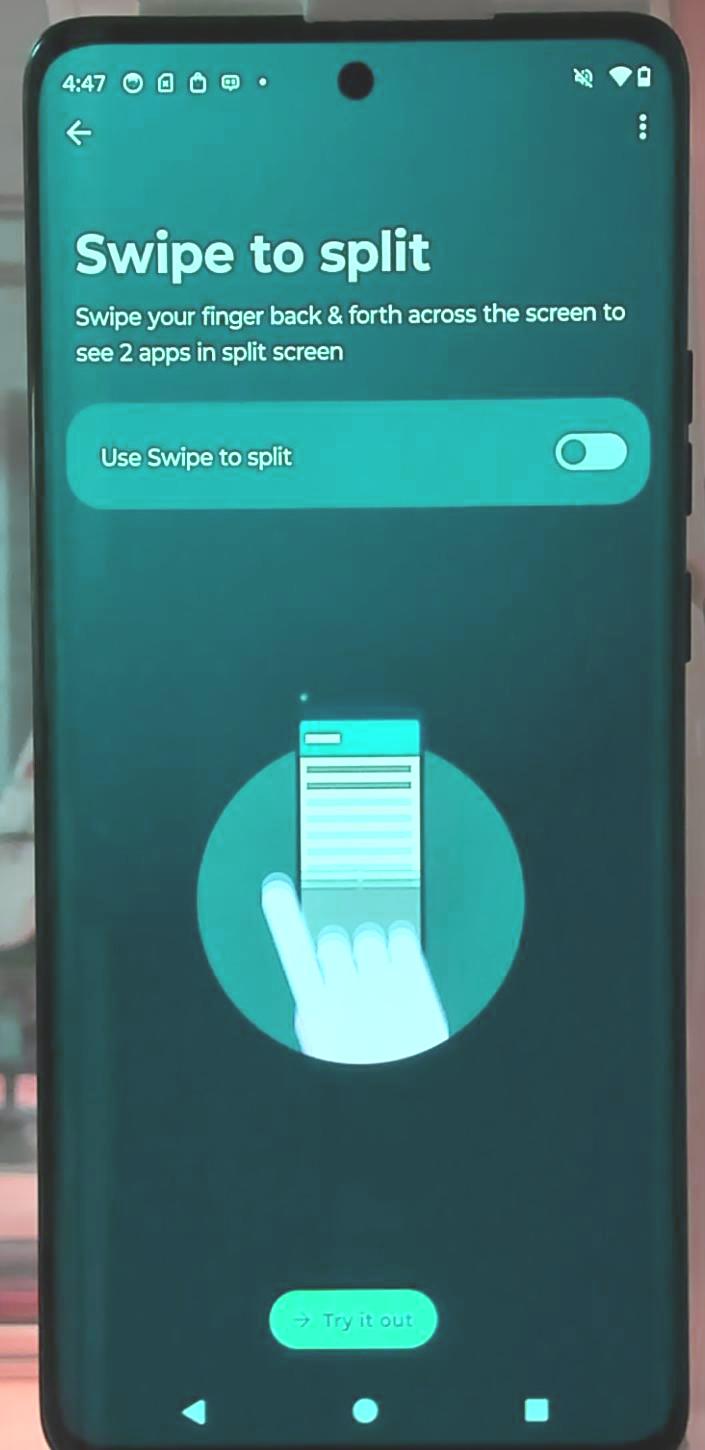 4:47
Swipe to split
Swipe your finger back & forth across the screen to
see 2 apps in split screen
Use Swipe to split
Try it out